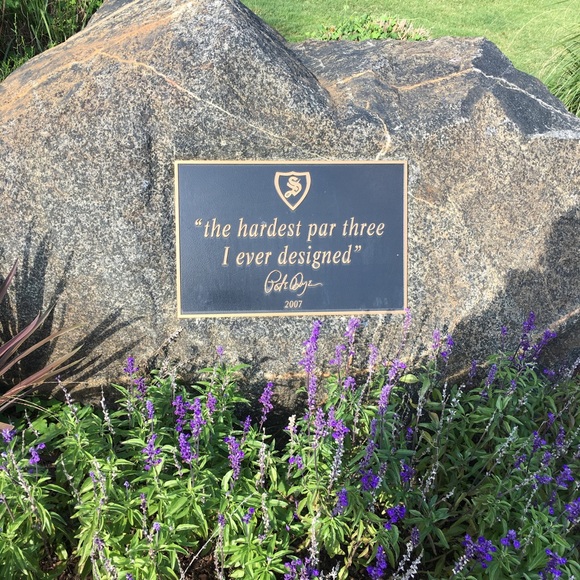 S
"the hardest par three
I ever designed"
Pete Dye
2007